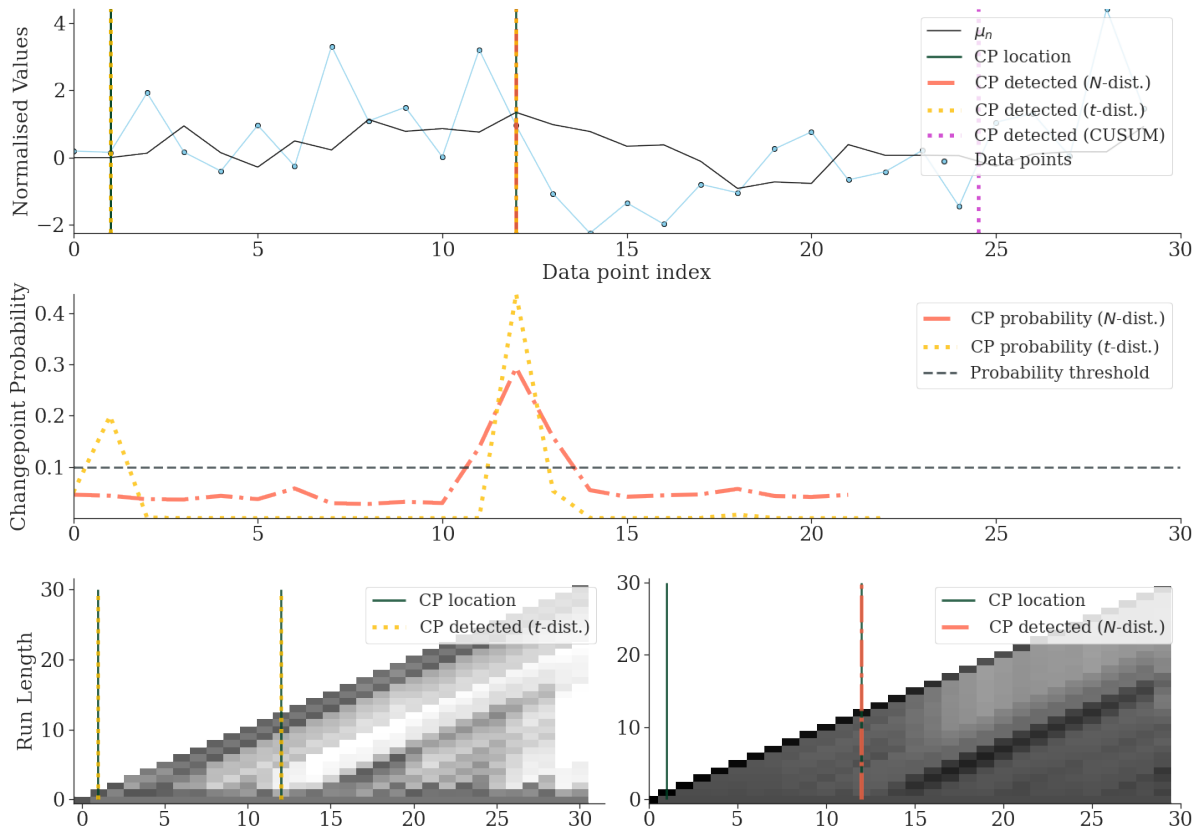 4
2
0
−2
Normalised Values
μn
CP location
CP detected (N-dist.)
CP detected (t-dist.)
CP detected (CUSUM)
Data points
0 5 10 15 20 25 30
Data point index
0.4
0.3
0.2
0.1
Changepoint Probability
CP probability (N-dist.)
CP probability (t-dist.)
Probability threshold
0 5 10 15 20 25 30
30
20
10
0
Run Length
CP location
CP detected (t-dist.)
0 5 10 15 20 25 30
30
20
10
0
CP location
CP detected (N-dist.)
0 5 10 15 20 25 30